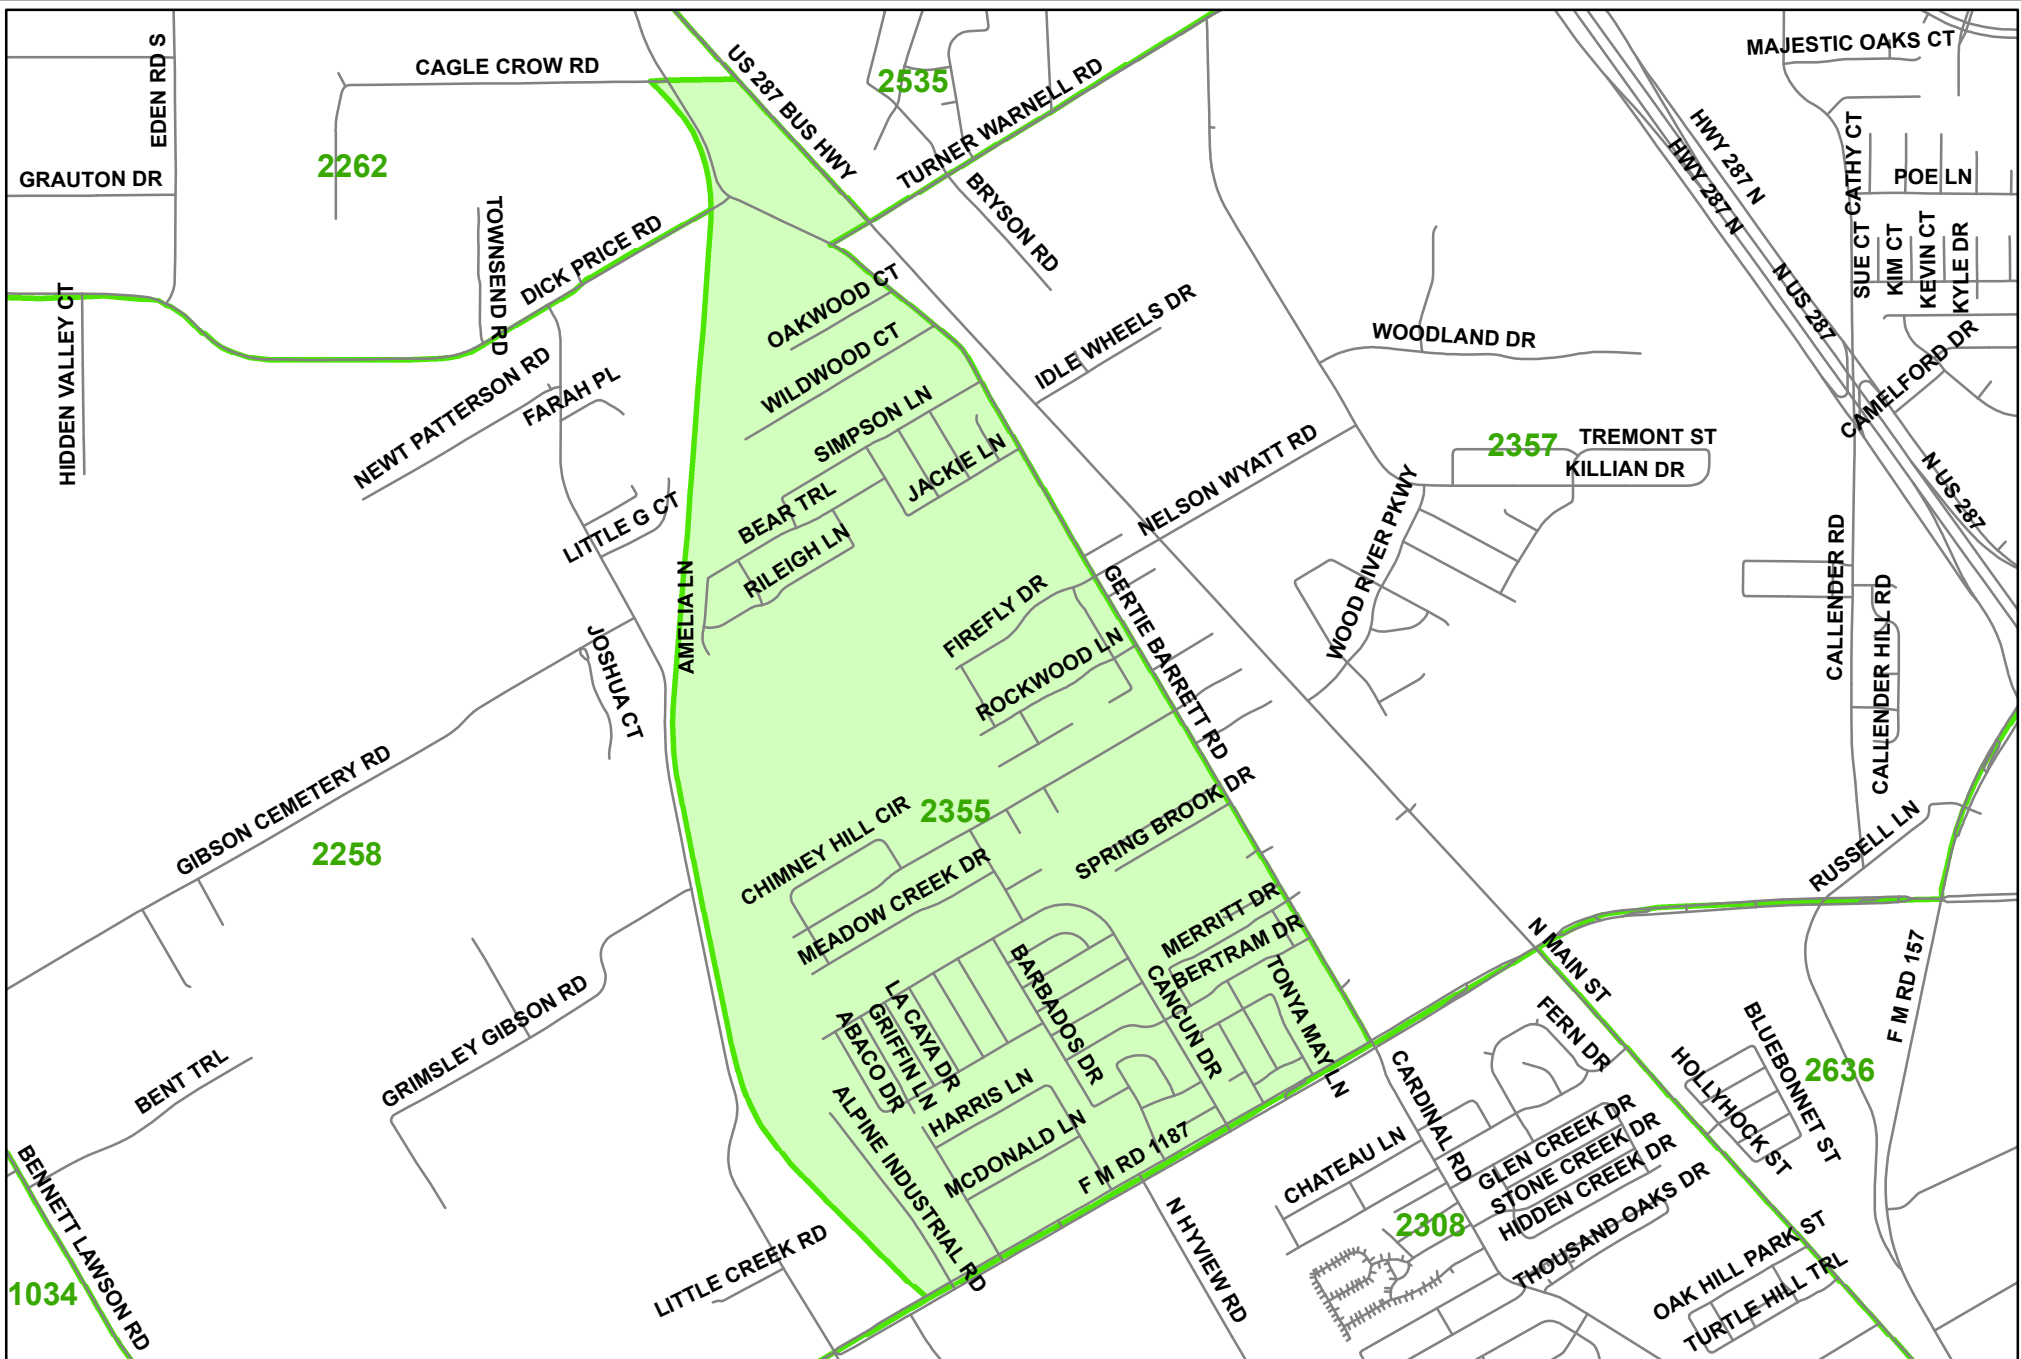 EDEN RD S
CAGLE CROW RD
US 287 BUS HWY
2535
TURNER WARNELL RD
MAJESTIC OAKS CT
HWY 287 N
HWY 287 N
CATHY CT
POE LN
GRAUTON DR
2262
TOWNSEND RD
DICK PRICE RD
BRYSON RD
SUE CT
KIM CT
KEVIN CT
KYLE DR
N US 287
HIDDEN VALLEY CT
OAKWOOD CT
WILDWOOD CT
IDLE WHEELS DR
WOODLAND DR
CAMELFORD DR
NEWT PATTERSON RD
FARAH PL
SIMPSON LN
JACKIE LN
NELSON WYATT RD
2357
TREMONT ST
KILLIAN DR
N US 287
LITTLE G CT
BEAR TRL
RILEIGH LN
AMELIA LN
FIREFLY DR
GERTIE BARRETT RD
WOOD RIVER PKWY
CALLENDER RD
CALLENDER HILL RD
JOSHUA CT
ROCKWOOD LN
GIBSON CEMETERY RD
2258
CHIMNEY HILL CIR
2355
SPRING BROOK DR
RUSSELL LN
MEADOW CREEK DR
MERRITT DR
BERTRAM DR
N MAIN ST
F M RD 157
GRIMSLEY GIBSON RD
LA CAYA DR
GRIFFIN LN
ABACO DR
BARBADOS DR
CANCUN DR
TONYA MAY LN
FERN DR
BLUEBONNET ST
HOLLYHOCK ST
2636
BENT TRL
HARRIS LN
MCDONALD LN
F M RD 1187
ALPINE INDUSTRIAL RD
CARDINAL RD
CHATEAU LN
GLEN CREEK DR
STONE CREEK DR
HIDDEN CREEK DR
THOUSAND OAKS DR
BENNETT LAWSON RD
1034
LITTLE CREEK RD
N HYVIEW RD
2308
OAK HILL PARK ST
TURTLE HILL TRL